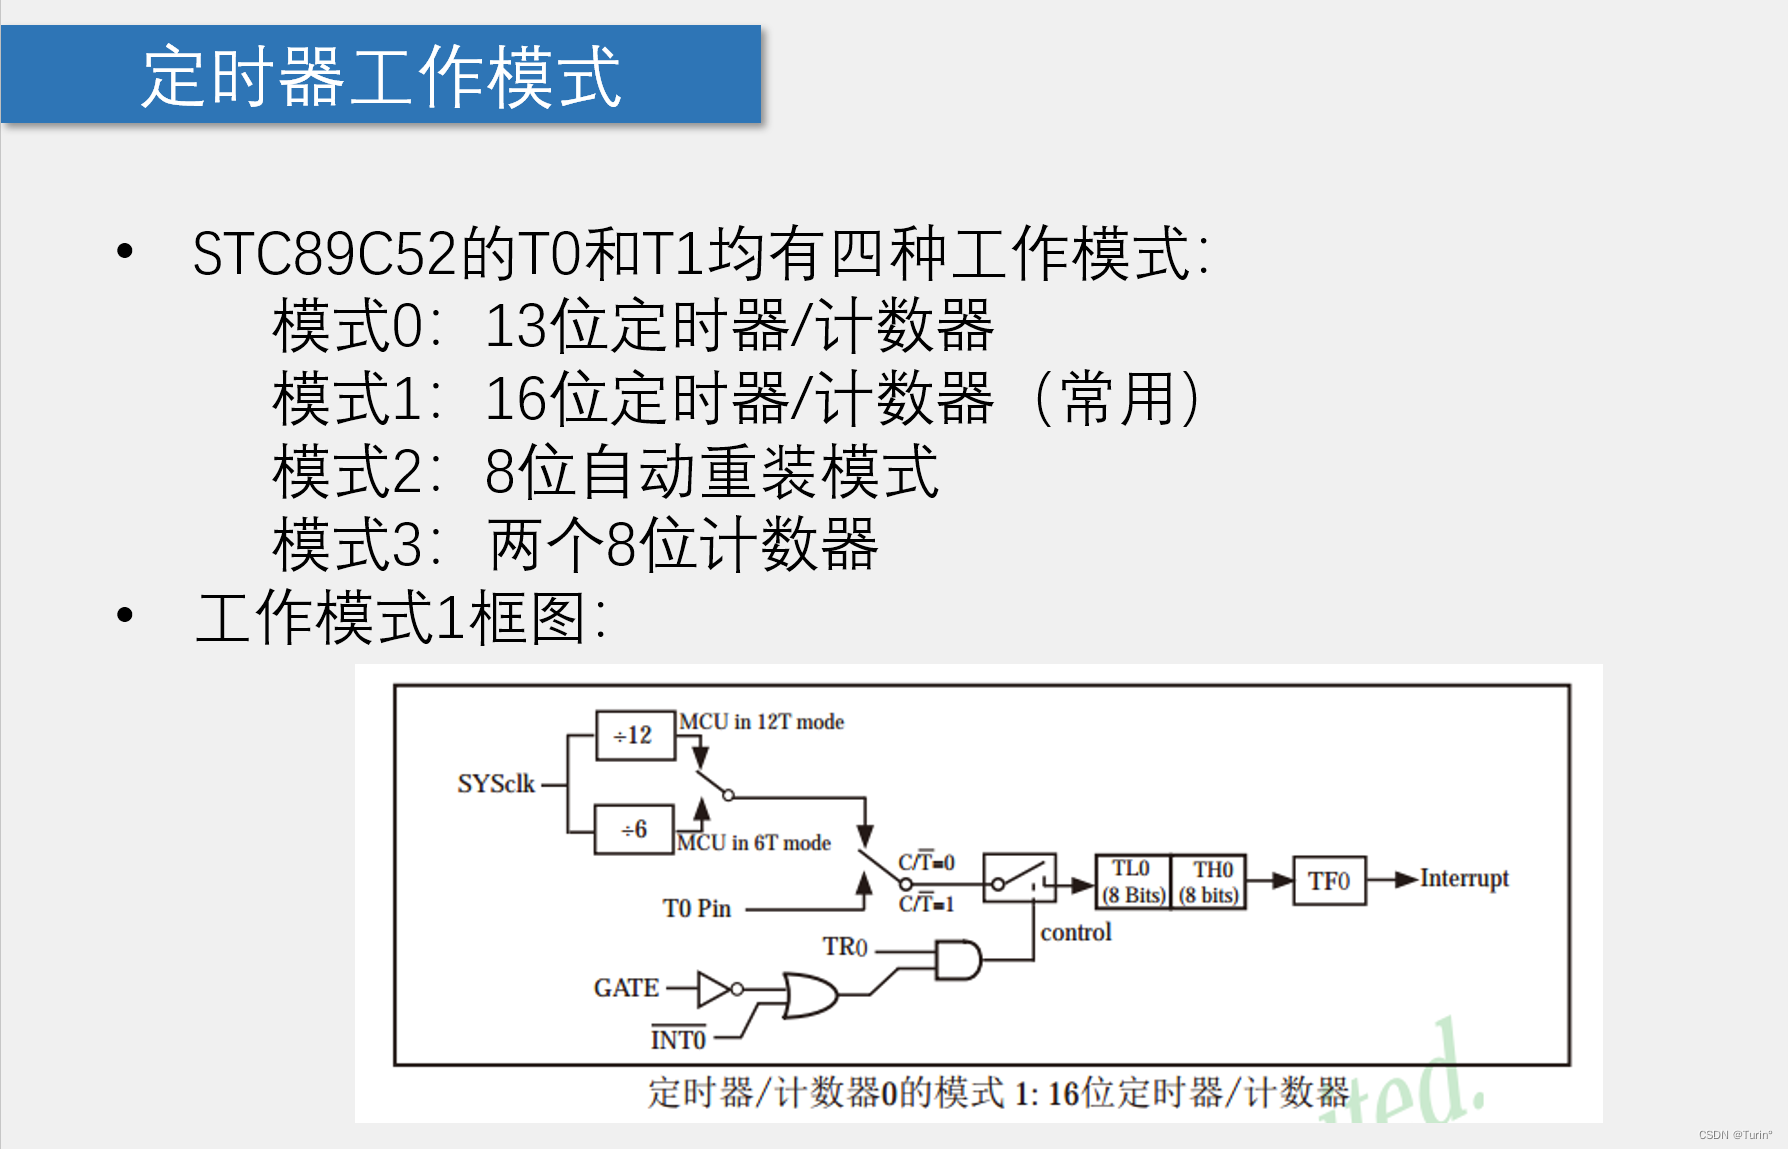 定时器工作模式
• STC89C52的T0和T1均有四种工作模式：
模式0：13位定时器/计数器
模式1：16位定时器/计数器（常用）
模式2：8位自动重装模式
模式3：两个8位计数器
• 工作模式1框图：
÷12
MCU in 12T mode
SYSclk
÷6
MCU in 6T mode
C/T̅=0
C/T̅=1
T0 Pin
TL0
(8 Bits)
TH0
(8 bits)
TF0
Interrupt
control
TR0
GATE
I̅N̅T̅0̅
定时器/计数器0的模式 1: 16位定时器/计数器
ited.
CSDN @Turin°